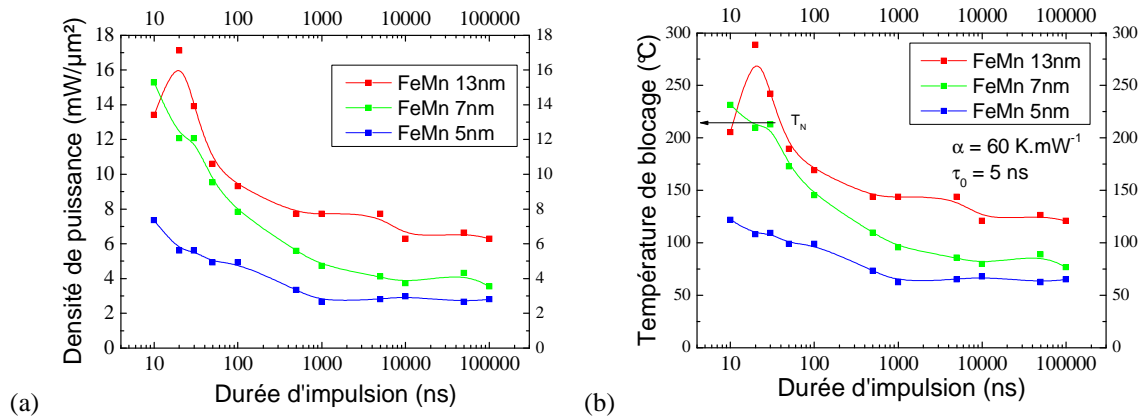 10 100 1000 10000 100000
18 18
16 16
14 14
12 12
10 10
8 8
6 6
4 4
2 2
0 0
Densité de puissance (mW/µm²)
FeMn 13nm
FeMn 7nm
FeMn 5nm
10 100 1000 10000 100000
Durée d'impulsion (ns)
(a)
10 100 1000 10000 100000
300 300
250 250
200 200
150 150
100 100
50 50
0 0
Température de blocage (°C)
FeMn 13nm
FeMn 7nm
FeMn 5nm
T_N
α = 60 K.mW⁻¹
τ₀ = 5 ns
10 100 1000 10000 100000
Durée d'impulsion (ns)
(b)